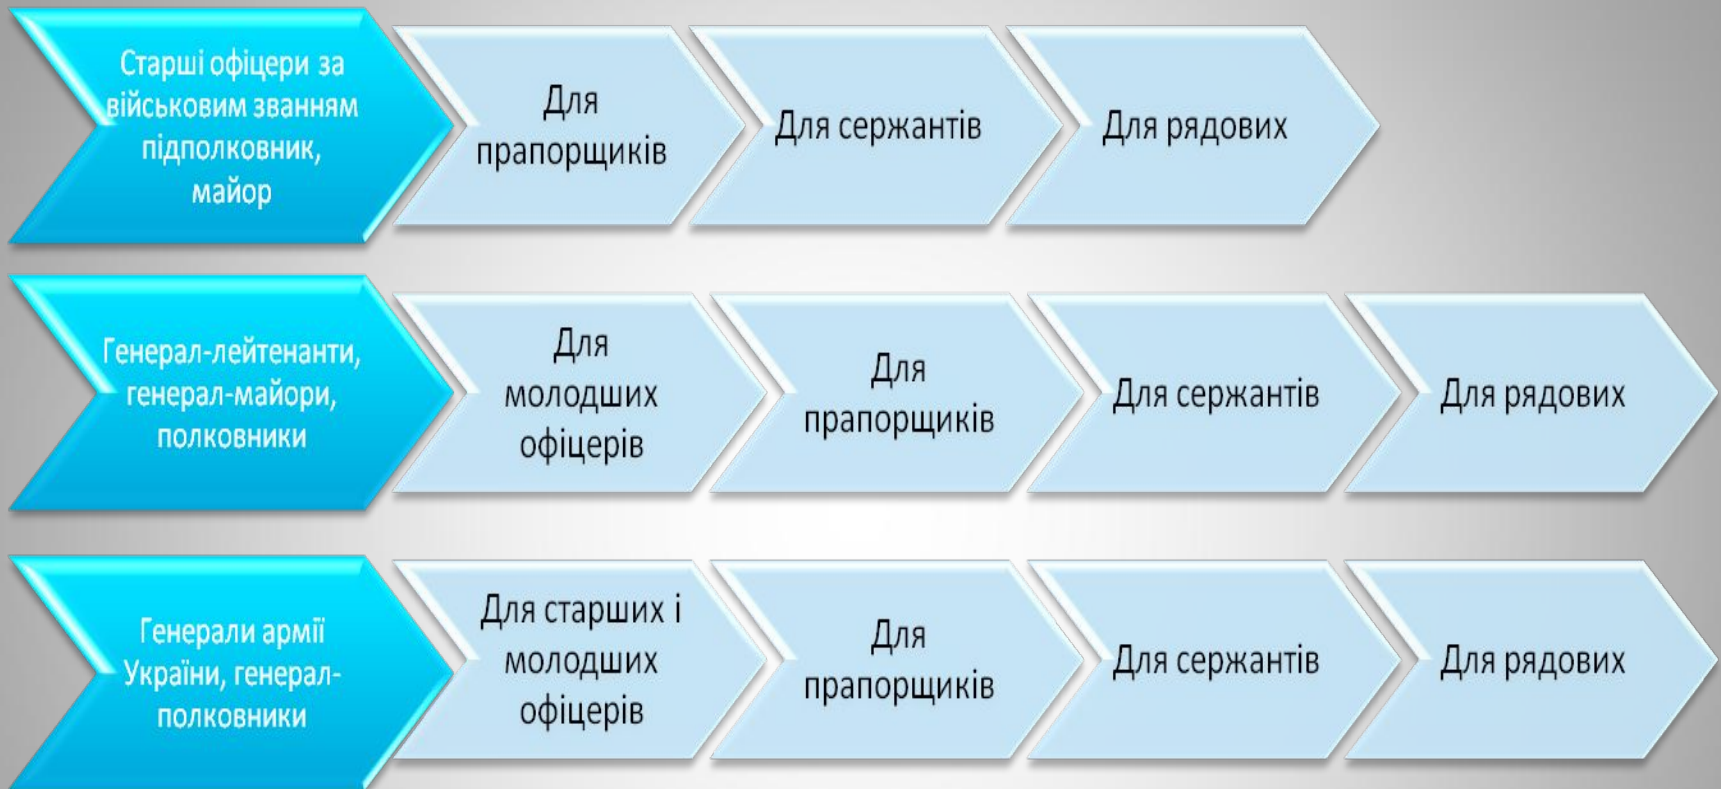 Старші офіцери за
військовим званням
підполковник,
майор
Для
прапорщиків
Для сержантів
Для рядових
Генерал-лейтенанти,
генерал-майори,
полковники
Для
молодших
офіцерів
Для
прапорщиків
Для сержантів
Для рядових
Генерали армії
України, генерал-
полковники
Для старших і
молодших
офіцерів
Для
прапорщиків
Для сержантів
Для рядових